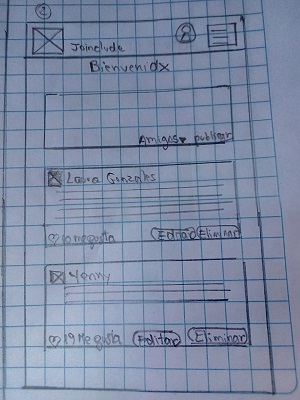 Joinclude
Bienvenidx
Amigos▾ publicar
Laura Gonzales
10 me gusta Editar Eliminar
Yenny
19 Me gusta Editar Eliminar